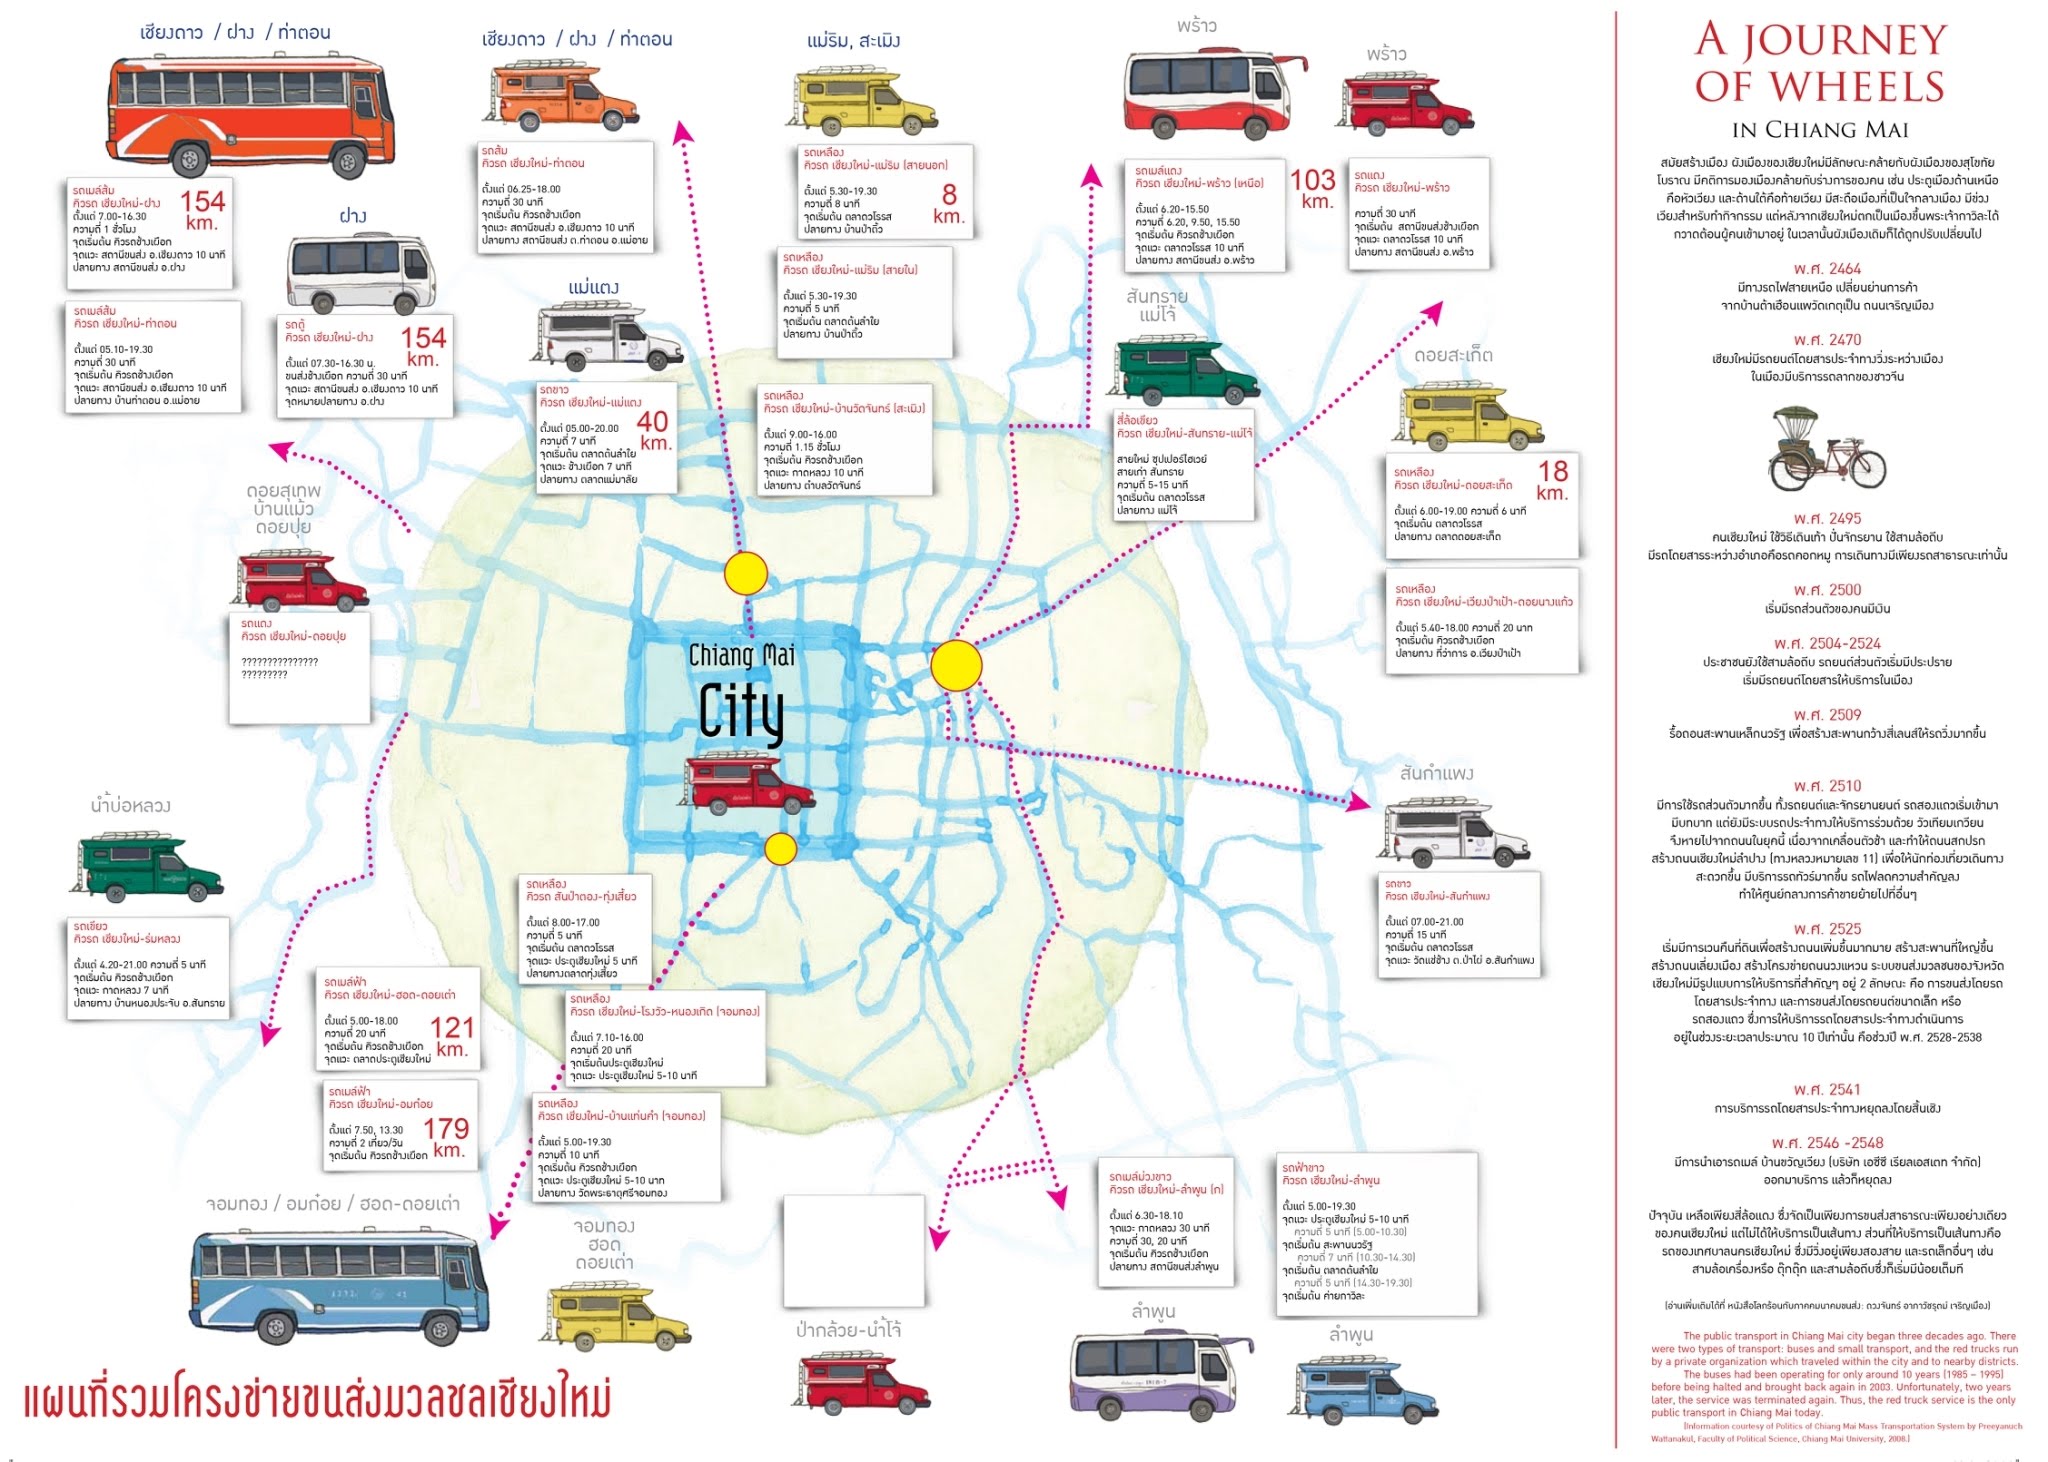 เชียงดาว / ฝาง / ท่าตอน
รถเมล์ส้ม
คิวรถ เชียงใหม่-ฝาง
ตั้งแต่ 7.00-16.30
ความถี่ 1 ชั่วโมง
จุดเริ่มต้น คิวรถช้างเผือก
จุดแวะ สถานีขนส่ง อ.เชียงดาว 10 นาที
ปลายทาง สถานีขนส่ง อ.ฝาง
154
km.
รถเมล์ส้ม
คิวรถ เชียงใหม่-ท่าตอน
ตั้งแต่ 05.10-19.30
ความถี่ 30 นาที
จุดเริ่มต้น คิวรถช้างเผือก
จุดแวะ สถานีขนส่ง อ.เชียงดาว 10 นาที
ปลายทาง บ้านท่าตอน อ.แม่อาย
ฝาง
รถตู้
คิวรถ เชียงใหม่-ฝาง
ตั้งแต่ 07.30-16.30 น.
ขนส่งช้างเผือก ความถี่ 30 นาที
จุดแวะ สถานีขนส่ง อ.เชียงดาว 10 นาที
จุดหมายปลายทาง อ.ฝาง
154
km.
เชียงดาว / ฝาง / ท่าตอน
รถส้ม
คิวรถ เชียงใหม่-ท่าตอน
ตั้งแต่ 06.25-18.00
ความถี่ 30 นาที
จุดเริ่มต้น คิวรถช้างเผือก
จุดแวะ สถานีขนส่ง อ.เชียงดาว 10 นาที
ปลายทาง สถานีขนส่ง ต.ท่าตอน อ.แม่อาย
แม่แตง
รถขาว
คิวรถ เชียงใหม่-แม่แตง
ตั้งแต่ 05.00-20.00
ความถี่ 7 นาที
จุดเริ่มต้น ตลาดต้นลำไย
จุดแวะ ช้างเผือก 7 นาที
ปลายทาง ตลาดแม่มาลัย
40
km.
แม่ริม, สะเมิง
รถเหลือง
คิวรถ เชียงใหม่-แม่ริม (สายนอก)
ตั้งแต่ 5.30-19.30
ความถี่ 8 นาที
จุดเริ่มต้น ตลาดวโรรส
ปลายทาง บ้านป่าติ้ว
8
km.
รถเหลือง
คิวรถ เชียงใหม่-แม่ริม (สายใน)
ตั้งแต่ 5.30-19.30
ความถี่ 5 นาที
จุดเริ่มต้น ตลาดต้นลำใย
ปลายทาง บ้านป่าติ้ว
รถเหลือง
คิวรถ เชียงใหม่-บ้านวัดจันทร์ (สะเมิง)
ตั้งแต่ 9.00-16.00
ความถี่ 1.15 ชั่วโมง
จุดเริ่มต้น คิวรถช้างเผือก
จุดแวะ กาดหลวง 10 นาที
ปลายทาง ตำบลวัดจันทร์
พร้าว
รถเมล์แดง
คิวรถ เชียงใหม่-พร้าว (เหนือ)
ตั้งแต่ 6.20-15.50
ความถี่ 6.20, 9.50, 15.50
จุดเริ่มต้น คิวรถช้างเผือก
จุดแวะ ตลาดวโรรส 10 นาที
ปลายทาง สถานีขนส่ง อ.พร้าว
103
km.
พร้าว
รถแดง
คิวรถ เชียงใหม่-พร้าว
ความถี่ 30 นาที
จุดเริ่มต้น สถานีขนส่งช้างเผือก
จุดแวะ ตลาดวโรรส 10 นาที
ปลายทาง สถานีขนส่ง อ.พร้าว
สันทราย
แม่โจ้
สี่ล้อเขียว
คิวรถ เชียงใหม่-สันทราย-แม่โจ้
สายใหม่ ซุปเปอร์ไฮเวย์
สายเก่า สันทราย
ความถี่ 5-15 นาที
จุดเริ่มต้น ตลาดวโรรส
ปลายทาง แม่โจ้
ดอยสะเก็ต
รถเหลือง
คิวรถ เชียงใหม่-ดอยสะเก็ด
ตั้งแต่ 6.00-19.00 ความถี่ 6 นาที
จุดเริ่มต้น ตลาดวโรรส
ปลายทาง ตลาดดอยสะเก็ด
18
km.
รถเหลือง
คิวรถ เชียงใหม่-เวียงป่าเป้า-ดอยนางแก้ว
ตั้งแต่ 5.40-18.00 ความถี่ 20 นาท
จุดเริ่มต้น คิวรถช้างเผือก
ปลายทาง ที่ว่าการ อ.เวียงป่าเป้า
ดอยสุเทพ
บ้านแม้ว
ดอยปุย
รถแดง
คิวรถ เชียงใหม่-ดอยปุย
???????????????
?????????
Chiang Mai
City
น้ำบ่อหลวง
รถเขียว
คิวรถ เชียงใหม่-ร่มหลวง
ตั้งแต่ 4.20-21.00 ความถี่ 5 นาที
จุดเริ่มต้น คิวรถช้างเผือก
จุดแวะ กาดหลวง 7 นาที
ปลายทาง บ้านหนองประจับ อ.สันทราย
รถเมล์ฟ้า
คิวรถ เชียงใหม่-ฮอด-ดอยเต่า
ตั้งแต่ 5.00-18.00
ความถี่ 20 นาที
จุดเริ่มต้น คิวรถช้างเผือก
จุดแวะ ตลาดประตูเชียงใหม่
121
km.
รถเมล์ฟ้า
คิวรถ เชียงใหม่-อมก๋อย
ตั้งแต่ 7.50, 13.30
ความถี่ 2 เที่ยว/วัน
จุดเริ่มต้น คิวรถช้างเผือก
179
km.
จอมทอง / อมก๋อย / ฮอด-ดอยเต่า
รถเหลือง
คิวรถ สันป่าตอง-ทุ่งเสี้ยว
ตั้งแต่ 8.00-17.00
ความถี่ 5 นาที
จุดเริ่มต้น ตลาดวโรรส
จุดแวะ ประตูเชียงใหม่ 5 นาที
ปลายทางตลาดทุ่งเสี้ยว
รถเหลือง
คิวรถ เชียงใหม่-โรงวัว-หนองเกิด (จอมทอง)
ตั้งแต่ 7.10-16.00
ความถี่ 20 นาที
จุดเริ่มต้นประตูเชียงใหม่
จุดแวะ ประตูเชียงใหม่ 5-10 นาที
รถเหลือง
คิวรถ เชียงใหม่-บ้านแท่นคำ (จอมทอง)
ตั้งแต่ 5.00-19.30
ความถี่ 10 นาที
จุดเริ่มต้น คิวรถช้างเผือก
จุดแวะ ประตูเชียงใหม่ 5-10 นาท
ปลายทาง วัดพระธาตุศรีจอมทอง
จอมทอง
ฮอด
ดอยเต่า
ป่ากล้วย-น้ำโจ้
สันกำแพง
รถขาว
คิวรถ เชียงใหม่-สันกำแพง
ตั้งแต่ 07.00-21.00
ความถี่ 15 นาที
จุดเริ่มต้น ตลาดวโรรส
จุดแวะ วัดแช่ช้าง ต.ป่าไผ่ อ.สันกำแพง
รถเมล์ม่วงขาว
คิวรถ เชียงใหม่-ลำพูน (ก)
ตั้งแต่ 6.30-18.10
จุดแวะ กาดหลวง 30 นาที
ความถี่ 30, 20 นาที
จุดเริ่มต้น คิวรถช้างเผือก
ปลายทาง สถานีขนส่งลำพูน
ลำพูน
รถฟ้าขาว
คิวรถ เชียงใหม่-ลำพูน
ตั้งแต่ 5.00-19.30
จุดแวะ ประตูเชียงใหม่ 5-10 นาที
ความถี่ 5 นาที (5.00-10.30)
จุดเริ่มต้น สะพานนวรัฐ
ความถี่ 7 นาที (10.30-14.30)
จุดเริ่มต้น ตลาดต้นลำใย
ความถี่ 5 นาที (14.30-19.30)
จุดเริ่มต้น ค่ายกาวิละ
ลำพูน
แผนที่รวมโครงข่ายขนส่งมวลชลเชียงใหม่
A JOURNEY
OF WHEELS
IN CHIANG MAI
สมัยสร้างเมือง ผังเมืองของเชียงใหม่มีลักษณะคล้ายกับผังเมืองของสุโขทัย
โบราณ มีคติการมองเมืองคล้ายกับร่างการของคน เช่น ประตูเมืองด้านเหนือ
คือหัวเวียง และด้านใต้คือท้ายเวียง มีสะดือเมืองที่เป็นใจกลางเมือง มีข่วง
เวียงสำหรับทำกิจกรรม แต่หลังจากเชียงใหม่ตกเป็นเมืองขึ้นพระเจ้ากาวิละได้
กวาดต้อนผู้คนเข้ามาอยู่ ในเวลานั้นผังเมืองเดิมก็ได้ถูกปรับเปลี่ยนไป
พ.ศ. 2464
มีทางรถไฟสายเหนือ เปลี่ยนย่านการค้า
จากบ้านต้าเฮือนแพวัดเกตุเป็น ถนนเจริญเมือง
พ.ศ. 2470
เชียงใหม่มีรถยนต์โดยสารประจำทางวิ่งระหว่างเมือง
ในเมืองมีบริการรถลากของชาวจีน
พ.ศ. 2495
คนเชียงใหม่ ใช้วิธีเดินเท้า ปั่นจักรยาน ใช้สามล้อถีบ
มีรถโดยสารระหว่างอำเภอคือรถคอกหมู การเดินทางมีเพียงรถสาธารณะเท่านั้น
พ.ศ. 2500
เริ่มมีรถส่วนตัวของคนมีเงิน
พ.ศ. 2504-2524
ประชาชนยังใช้สามล้อถีบ รถยนต์ส่วนตัวเริ่มมีประปราย
เริ่มมีรถยนต์โดยสารให้บริการในเมือง
พ.ศ. 2509
รื้อถอนสะพานเหล็กนวรัฐ เพื่อสร้างสะพานกว้างสี่เลนส์ให้รถวิ่งมากขึ้น
พ.ศ. 2510
มีการใช้รถส่วนตัวมากขึ้น ทั้งรถยนต์และจักรยานยนต์ รถสองแถวเริ่มเข้ามา
มีบทบาท แต่ยังมีระบบรถประจำทางให้บริการร่วมด้วย วัวเทียมเกวียน
จึงหายไปจากถนนในยุคนี้ เนื่องจากเคลื่อนตัวช้า และทำให้ถนนสกปรก
สร้างถนนเชียงใหม่ลำปาง (ทางหลวงหมายเลข 11) เพื่อให้นักท่องเที่ยวเดินทาง
สะดวกขึ้น มีบริการรถทัวร์มากขึ้น รถไฟลดความสำคัญลง
ทำให้ศูนย์กลางการค้าขายย้ายไปที่อื่นๆ
พ.ศ. 2525
เริ่มมีการเวนคืนที่ดินเพื่อสร้างถนนเพิ่มขึ้นมากมาย สร้างสะพานที่ใหญ่ขึ้น
สร้างถนนเลี่ยงเมือง สร้างโครงข่ายถนนวงแหวน ระบบขนส่งมวลชนของจังหวัด
เชียงใหม่มีรูปแบบการให้บริการที่สำคัญๆ อยู่ 2 ลักษณะ คือ การขนส่งโดยรถ
โดยสารประจำทาง และการขนส่งโดยรถยนต์ขนาดเล็ก หรือ
รถสองแถว ซึ่งการให้บริการรถโดยสารประจำทางดำเนินการ
อยู่ในช่วงระยะเวลาประมาณ 10 ปีเท่านั้น คือช่วงปี พ.ศ. 2528-2538
พ.ศ. 2541
การบริการรถโดยสารประจำทางหยุดลงโดยสิ้นเชิง
พ.ศ. 2546 -2548
มีการนำเอารถเมล์ บ้านขวัญเวียง (บริษัท เอซีซี เรียลเอสเตท จำกัด)
ออกมาบริการ แล้วก็หยุดลง
ปัจจุบัน เหลือเพียงสี่ล้อแดง ซึ่งจัดเป็นเพียงการขนส่งสาธารณะเพียงอย่างเดียว
ของคนเชียงใหม่ แต่ไม่ได้ให้บริการเป็นเส้นทาง ส่วนที่ให้บริการเป็นเส้นทางคือ
รถของเทศบาลนครเชียงใหม่ ซึ่งมีวิ่งอยู่เพียงสองสาย และรถเล็กอื่นๆ เช่น
สามล้อเครื่องหรือ ตุ๊กตุ๊ก และสามล้อถีบซึ่งก็เริ่มมีน้อยเต็มที
(อ่านเพิ่มเติมได้ที่ หนังสือโลกร้อนกับภาคคมนาคมขนส่ง: ดวงจันทร์ อาภาวัชรุตม์ เจริญเมือง)
The public transport in Chiang Mai city began three decades ago. There
were two types of transport: buses and small transport, and the red trucks run
by a private organization which traveled within the city and to nearby districts.
The buses had been operating for only around 10 years (1985 – 1995)
before being halted and brought back again in 2003. Unfortunately, two years
later, the service was terminated again. Thus, the red truck service is the only
public transport in Chiang Mai today.
(Information courtesy of Politics of Chiang Mai Mass Transportation System by Preeyanuch
Wattanakul, Faculty of Political Science, Chiang Mai University, 2008.)